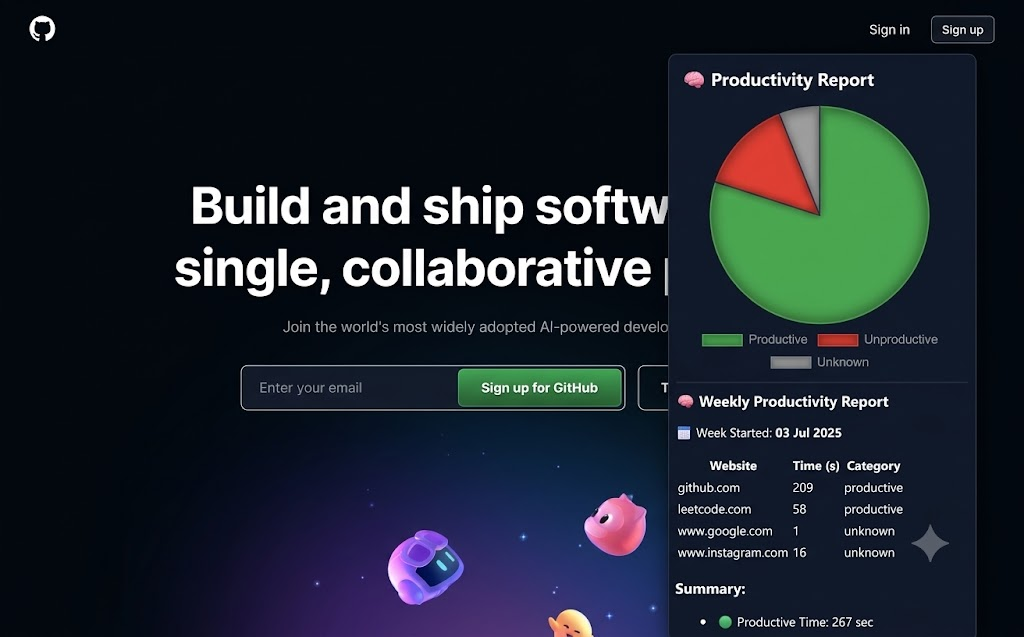 Sign in
Sign up
Build and ship softw
single, collaborative
Join the world's most widely adopted AI-powered develo
Enter your email
Sign up for GitHub
T
Productivity Report
Productive
Unproductive
Unknown
Weekly Productivity Report
Week Started: 03 Jul 2025
Website Time (s) Category
github.com 209 productive
leetcode.com 58 productive
www.google.com 1 unknown
www.instagram.com 16 unknown
Summary:
• Productive Time: 267 sec